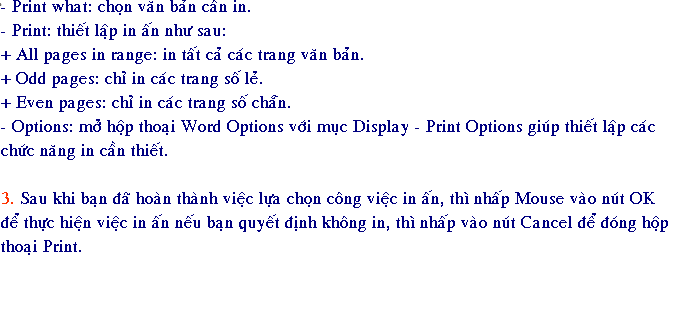 - Print what: chọn văn bản cần in.
- Print: thiết lập in ấn như sau:
+ All pages in range: in tất cả các trang văn bản.
+ Odd pages: chỉ in các trang số lẻ.
+ Even pages: chỉ in các trang số chẵn.
- Options: mở hộp thoại Word Options với mục Display - Print Options giúp thiết lập các
chức năng in cần thiết.
3. Sau khi bạn đã hoàn thành việc lựa chọn công việc in ấn, thì nhấp Mouse vào nút OK
để thực hiện việc in ấn nếu bạn quyết định không in, thì nhấp vào nút Cancel để đóng hộp
thoại Print.